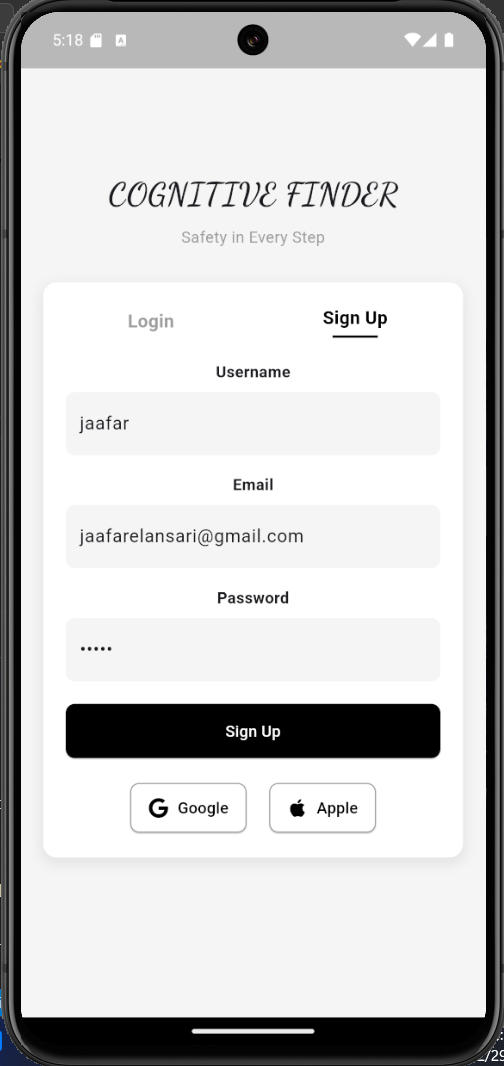 5:18
COGNITIVE FINDER
Safety in Every Step
Login Sign Up
Username
jaafar
Email
jaafarelansari@gmail.com
Password
•••••
Sign Up
Google Apple